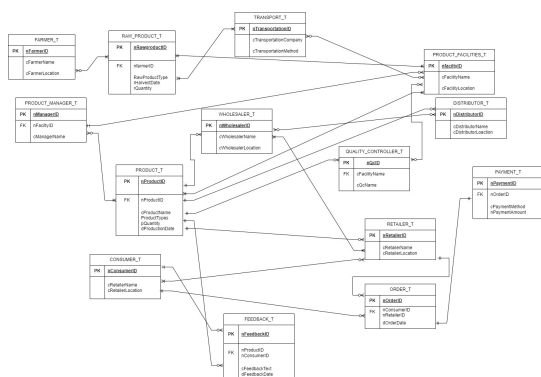 TRANSPORT_T
PK nTransportationID
cTransportationCompany
cTransportationMethod
FARMER_T
PK nFarmerID
cFarmerName
cFarmerLocation
RAW_PRODUCT_T
PK nRawproductID
FK nfarmerID
RawProductType
nQuantity
PRODUCT_FACILITIES_T
PK nfacilityID
FK cFacilityName
cFacilityLocation
PRODUCT_MANAGER_T
PK nManagerID
FK nFacilityID
cManagerName
WHOLESALER_T
PK nWholesalerID
cWholesalerName
cWholesalerLocation
DISTRIBUTOR_T
PK nDistributorID
cDistributorName
QUALITY_CONTROLLER_T
PK nQcID
FK cFacilityName
cQcName
PRODUCT_T
PK nProductID
FK nProductID
cProductName
ProductTypes
pQuantity
dProductionDate
PAYMENT_T
PK nPaymentID
FK nOrderID
cPaymentMethod
nPaymentAmount
RETAILER_T
PK nRetailerID
cRetailerName
cRetailerLocation
CONSUMER_T
PK nConsumerID
cRetailerName
cRetailerLocation
ORDER_T
PK nOrderID
FK nConsumerID
nRetailerID
dOrderDate
FEEDBACK_T
PK nFeedbackID
FK nProductID
nConsumerID
cFeedbackText
dFeedbackDate